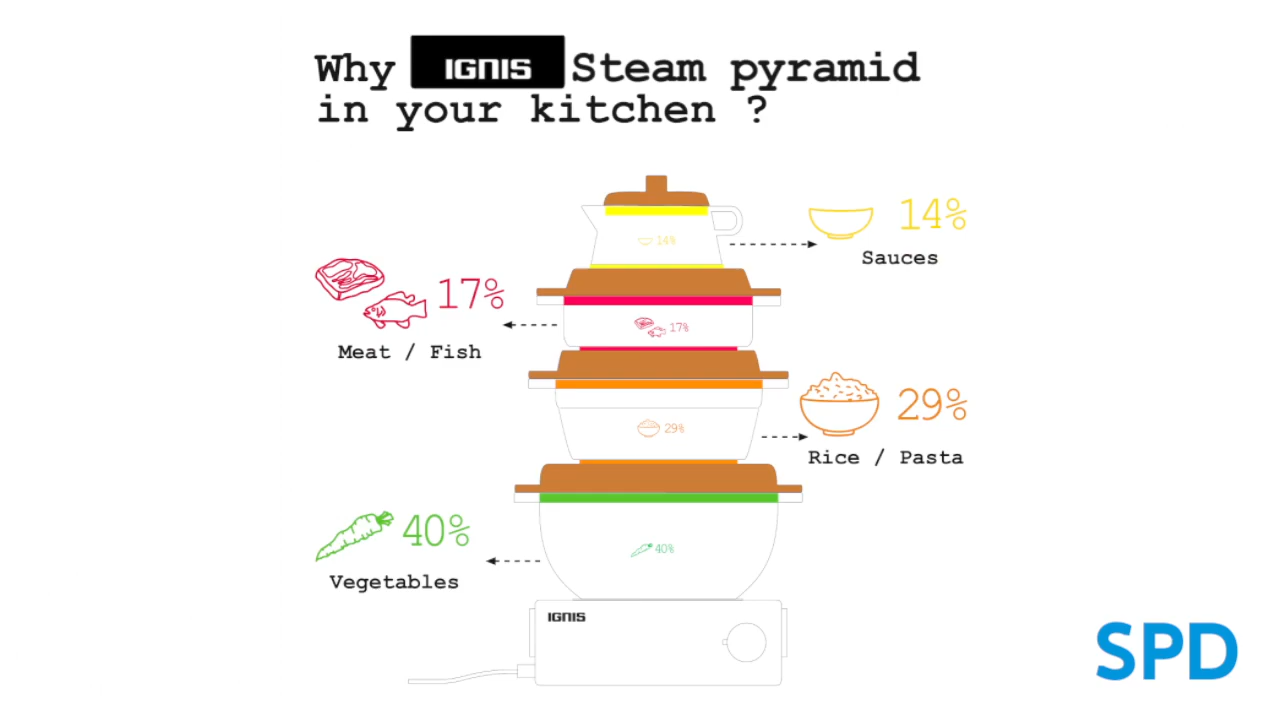 Why IGNIS Steam pyramid
in your kitchen ?
14%
Sauces
14%
17%
Meat / Fish
17%
29%
Rice / Pasta
29%
40%
Vegetables
40%
IGNIS
SPD